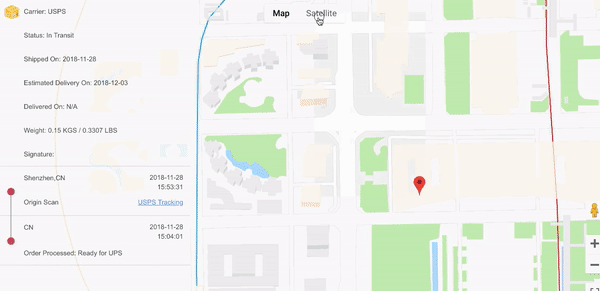 Carrier: USPS
Map Satellite
Status: In Transit
Shipped On: 2018-11-28
Estimated Delivery On: 2018-12-03
Delivered On: N/A
Weight: 0.15 KGS / 0.3307 LBS
Signature:
Shenzhen,CN 2018-11-28
15:53:31
Origin Scan USPS Tracking
CN 2018-11-28
15:04:01
Order Processed: Ready for UPS